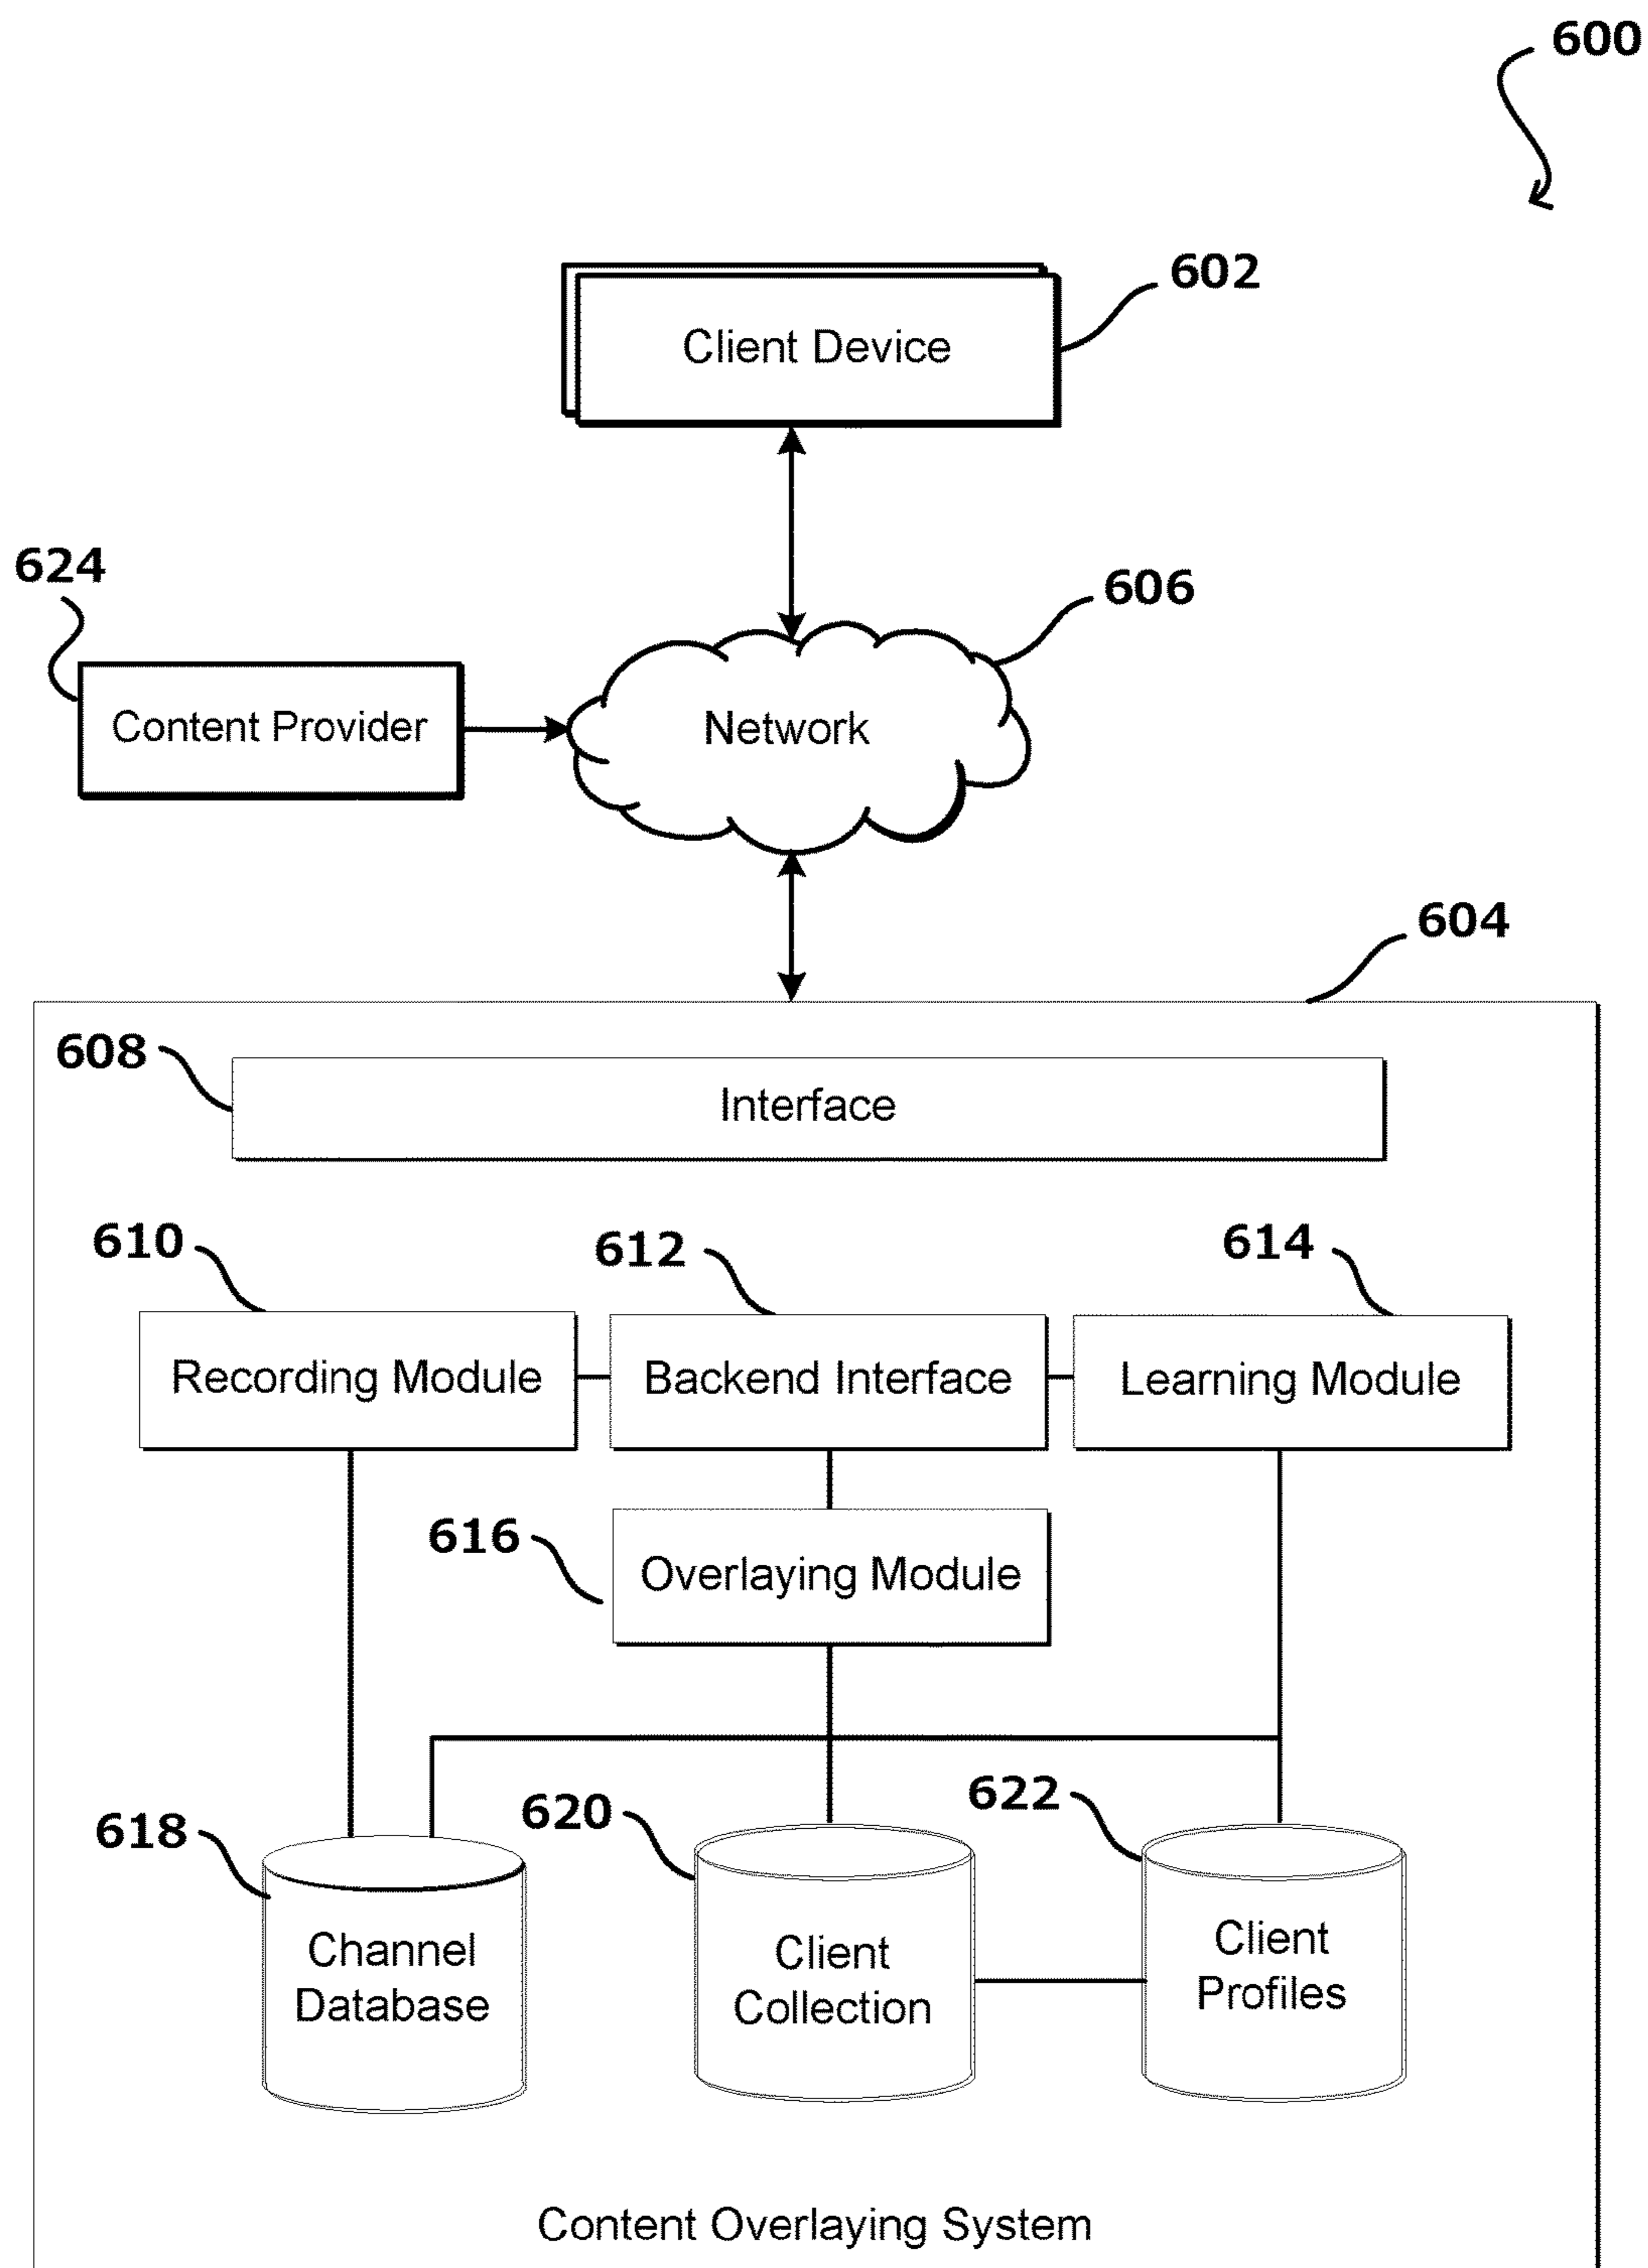 600
602
Client Device
624
606
Content Provider
Network
604
608
Interface
610
612
614
Recording Module
Backend Interface
Learning Module
616
Overlaying Module
618
620
622
Channel
Database
Client
Collection
Client
Profiles
Content Overlaying System